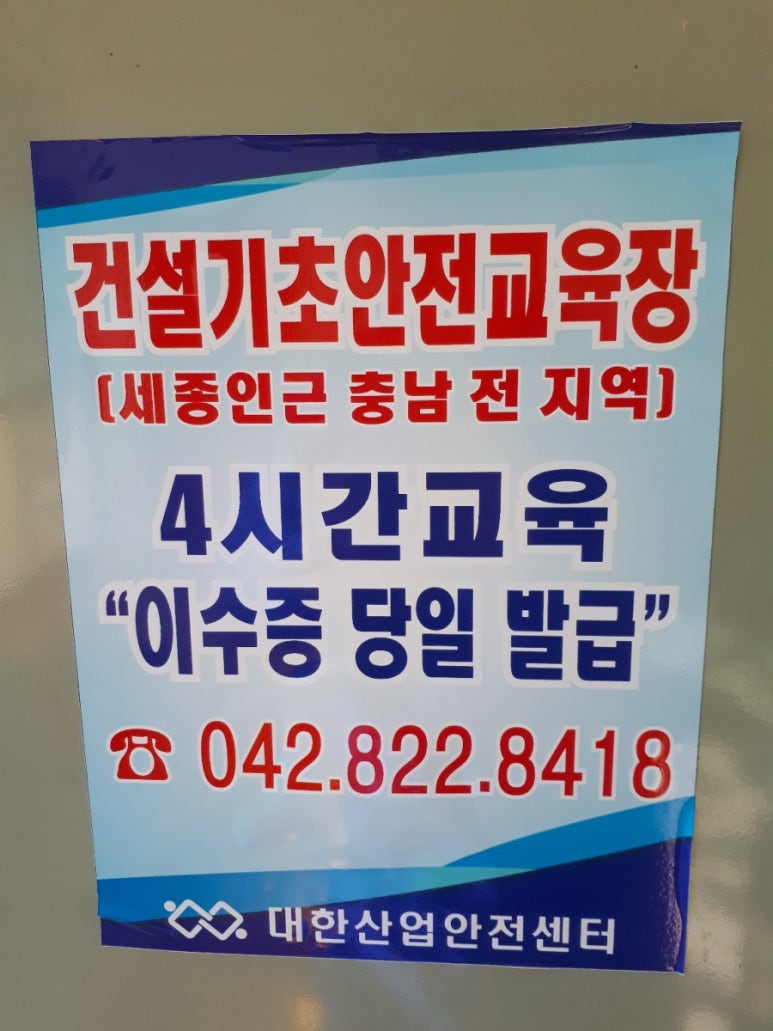 건설기초안전교육장
(세종인근 충남 전 지역)
4시간교육
“이수증 당일 발급”
☎ 042.822.8418
대한산업안전센터